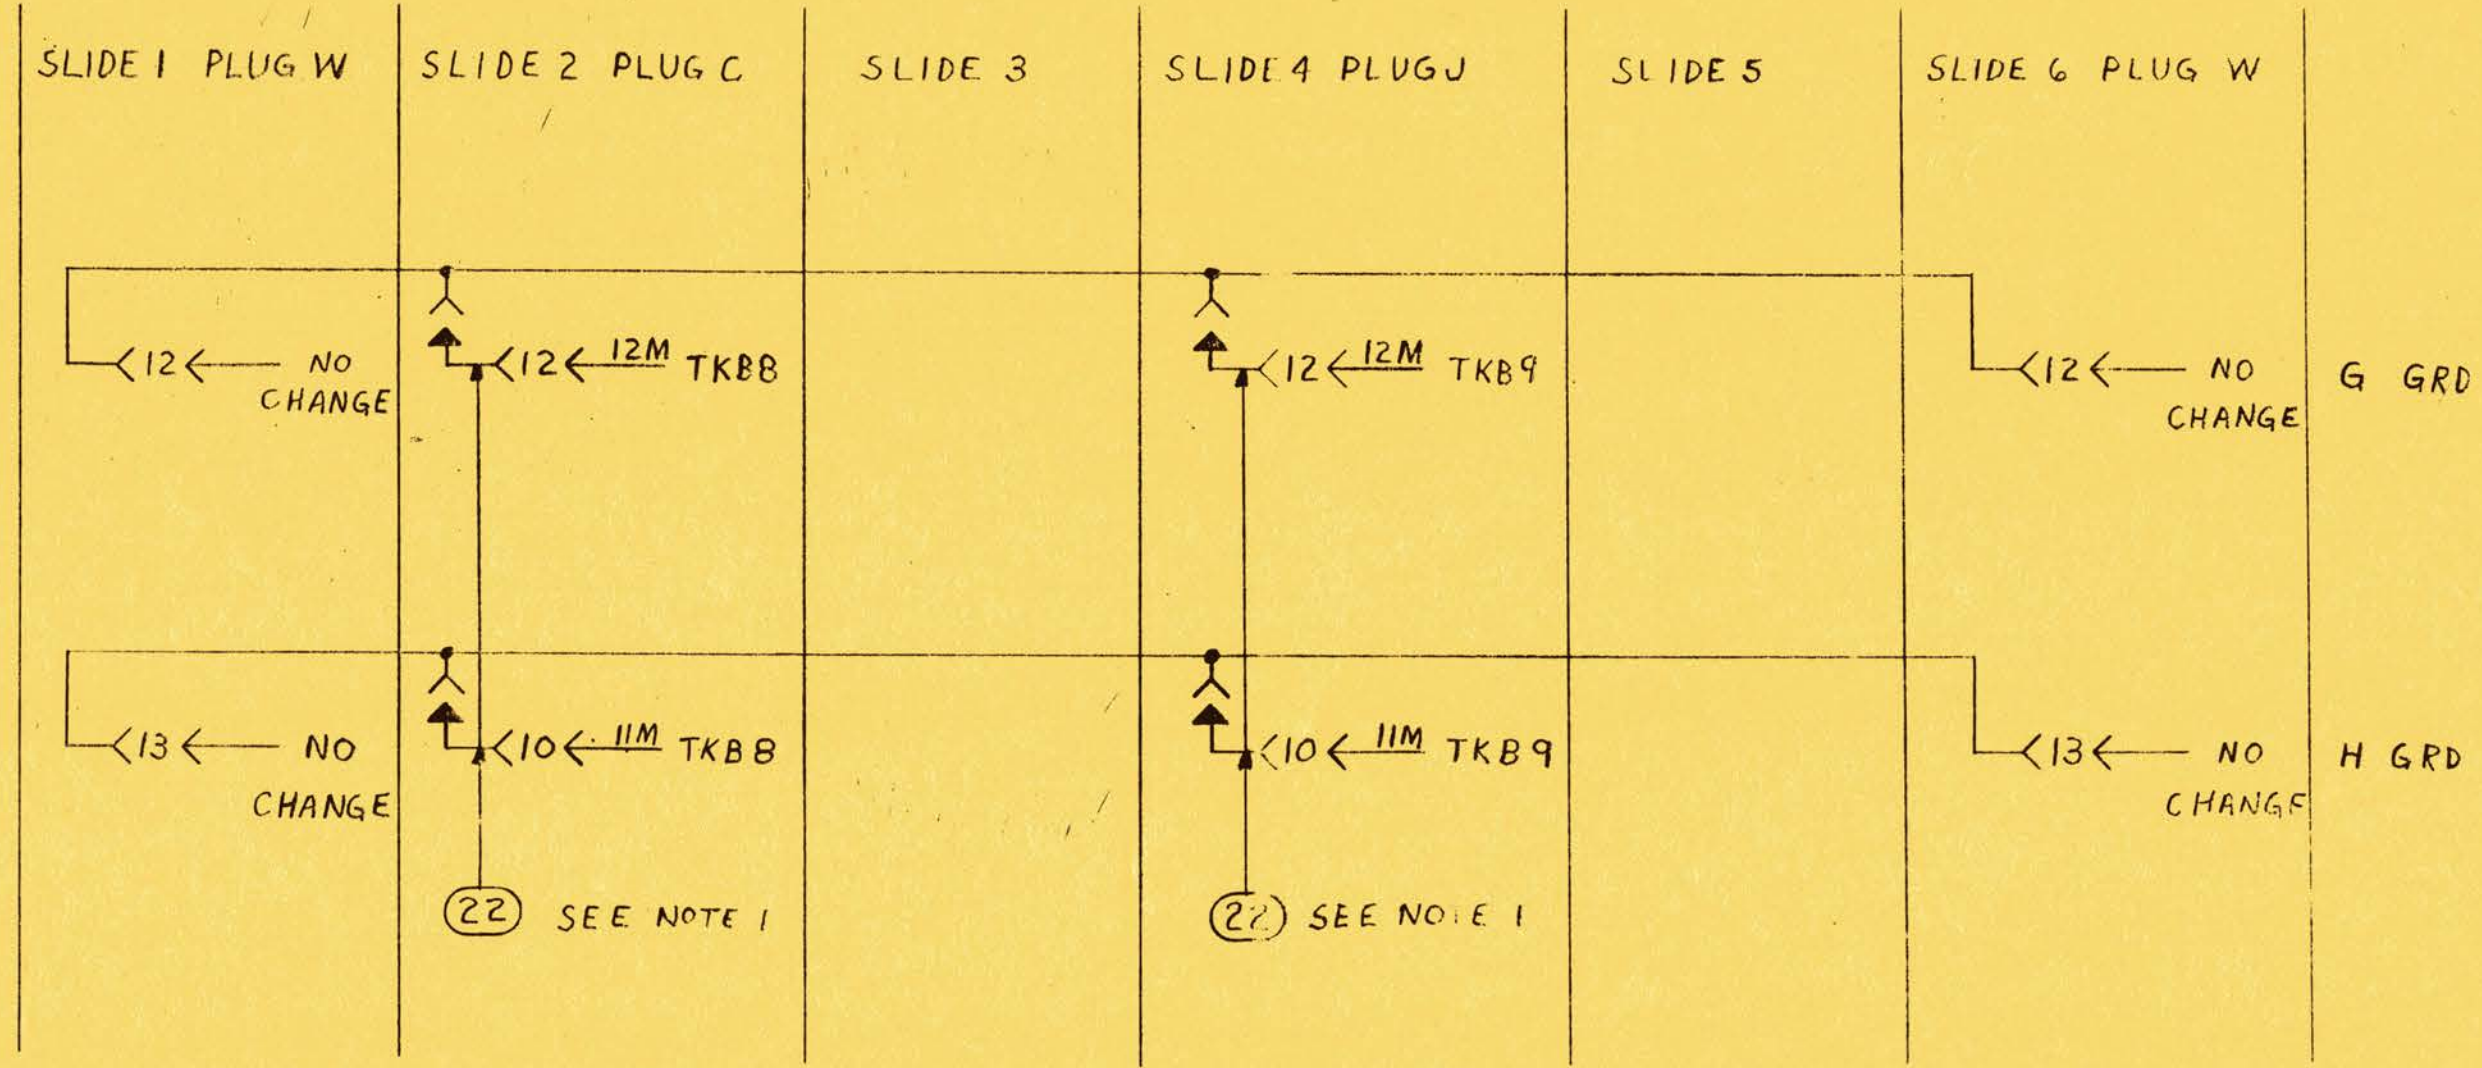 SLIDE 1 PLUG W
SLIDE 2 PLUG C
SLIDE 3
SLIDE 4 PLUG J
SLIDE 5
SLIDE 6 PLUG W
12 NO
CHANGE
12 12M TKB8
12 12M TKB9
12 NO
CHANGE
G GRD
13 NO
CHANGE
10 11M TKB8
10 11M TKB9
13 NO
CHANGE
H GRD
22 SEE NOTE 1
22 SEE NOTE 1